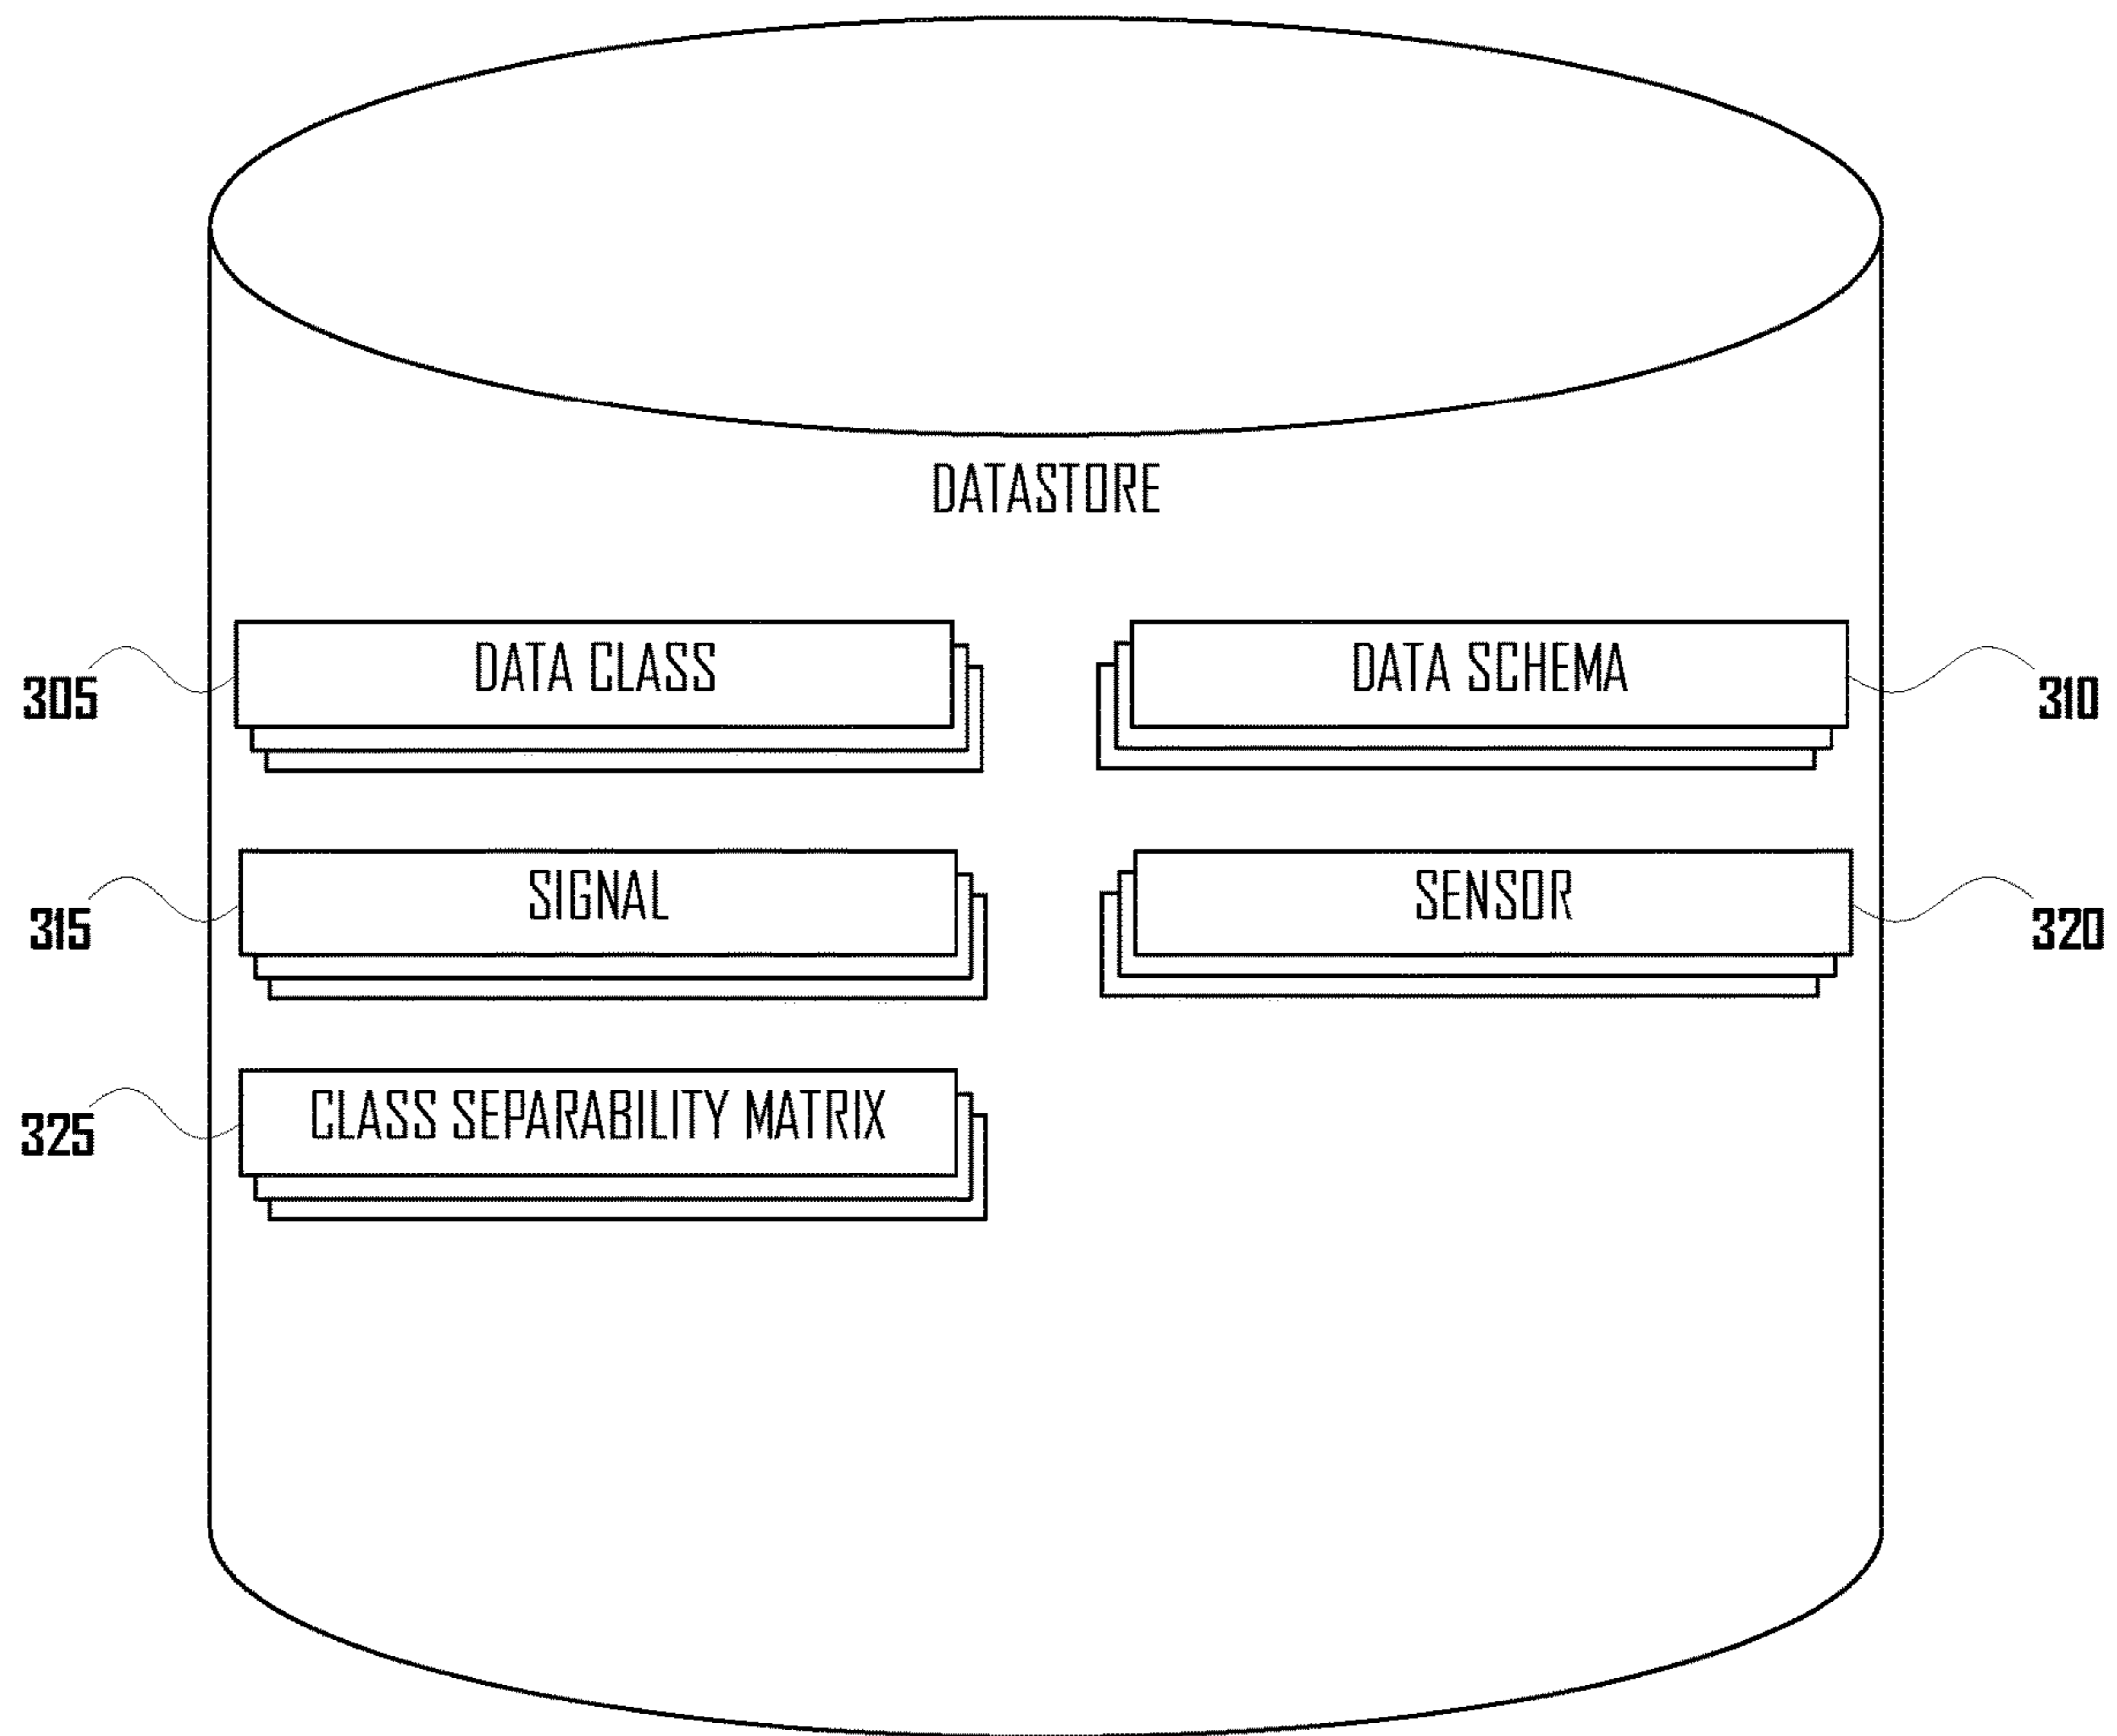 DATASTORE
305 DATA CLASS DATA SCHEMA 310
315 SIGNAL SENSOR 320
325 CLASS SEPARABILITY MATRIX